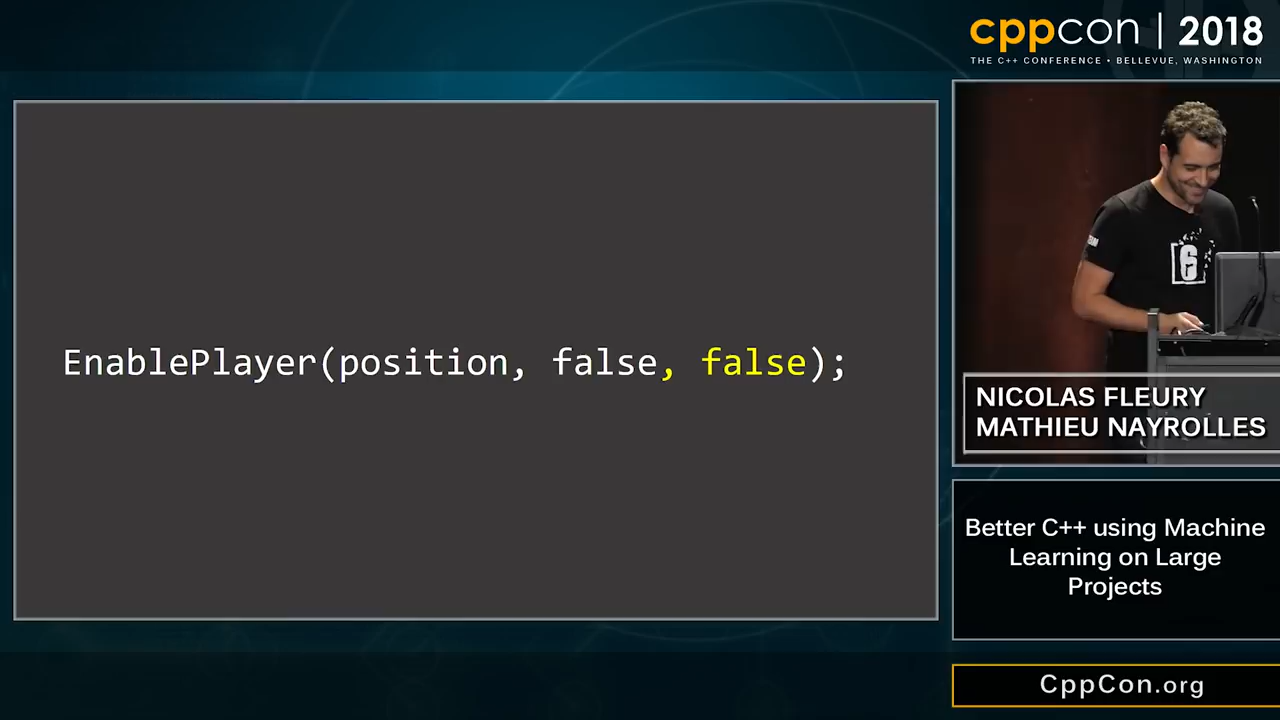 cppcon | 2018
THE C++ CONFERENCE • BELLEVUE, WASHINGTON
EnablePlayer(position, false, false);
6
NICOLAS FLEURY
MATHIEU NAYROLLES
Better C++ using Machine
Learning on Large
Projects
CppCon.org